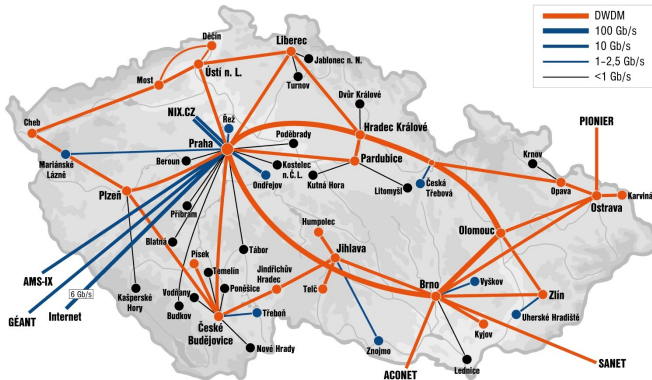 DWDM
100 Gb/s
10 Gb/s
1–2,5 Gb/s
<1 Gb/s
Děčín
Liberec
Jablonec n. N.
Ústí n. L.
Most
Turnov
Dvůr Králové
NIX.CZ
Řež
Cheb
Poděbrady
Hradec Králové
PIONIER
Praha
Mariánské
Lázně
Beroun
Kostelec
n. Č. L.
Pardubice
Krnov
Ondřejov
Kutná Hora
Litomyšl
Česká
Třebová
Opava
Karviná
Plzeň
Ostrava
Příbram
Humpolec
Olomouc
Blatná
Tábor
Jihlava
Písek
Temelín
Jindřichův
Hradec
AMS-IX
6 Gb/s
Vodňany
Poněšice
Telč
Brno
Vyškov
Zlín
Kašperské
Hory
Budkov
Třeboň
Uherské Hradiště
GÉANT
Internet
České
Budějovice
Kyjov
Nové Hrady
Znojmo
Lednice
ACONET
SANET